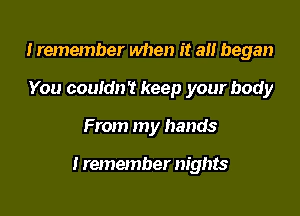 I remember when it all began
You couldn't keep your body
From my hands
I remember nights